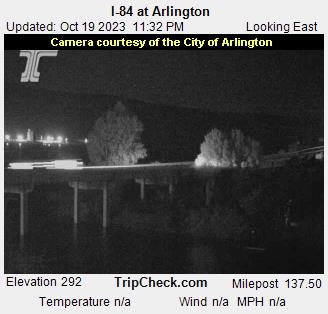 I-84 at Arlington
Updated: Oct 19 2023 11:32 PM Looking East
Camera courtesy of the City of Arlington
Elevation 292 TripCheck.com Milepost 137.50
Temperature n/a Wind n/a MPH n/a